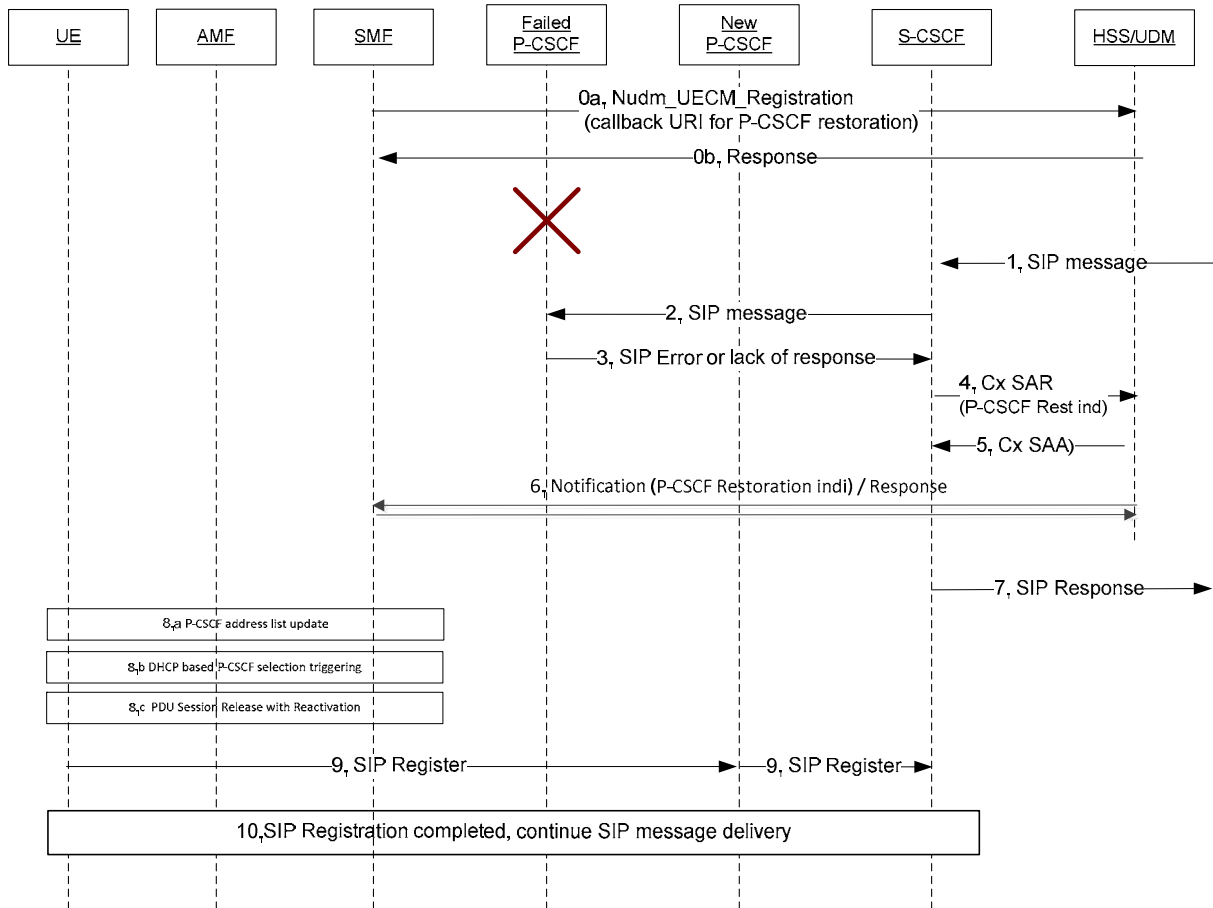 UE
AMF
SMF
Failed
P-CSCF
New
P-CSCF
S-CSCF
HSS/UDM
0a, Nudm_UECM_Registration
(callback URI for P-CSCF restoration)
0b, Response
1, SIP message
2, SIP message
3, SIP Error or lack of response
4, Cx SAR
(P-CSCF Rest ind)
5, Cx SAA)
6, Notification (P-CSCF Restoration indi) / Response
7, SIP Response
8,a P-CSCF address list update
8,b DHCP based P-CSCF selection triggering
8,c PDU Session Release with Reactivation
9, SIP Register
9, SIP Register
10,SIP Registration completed, continue SIP message delivery